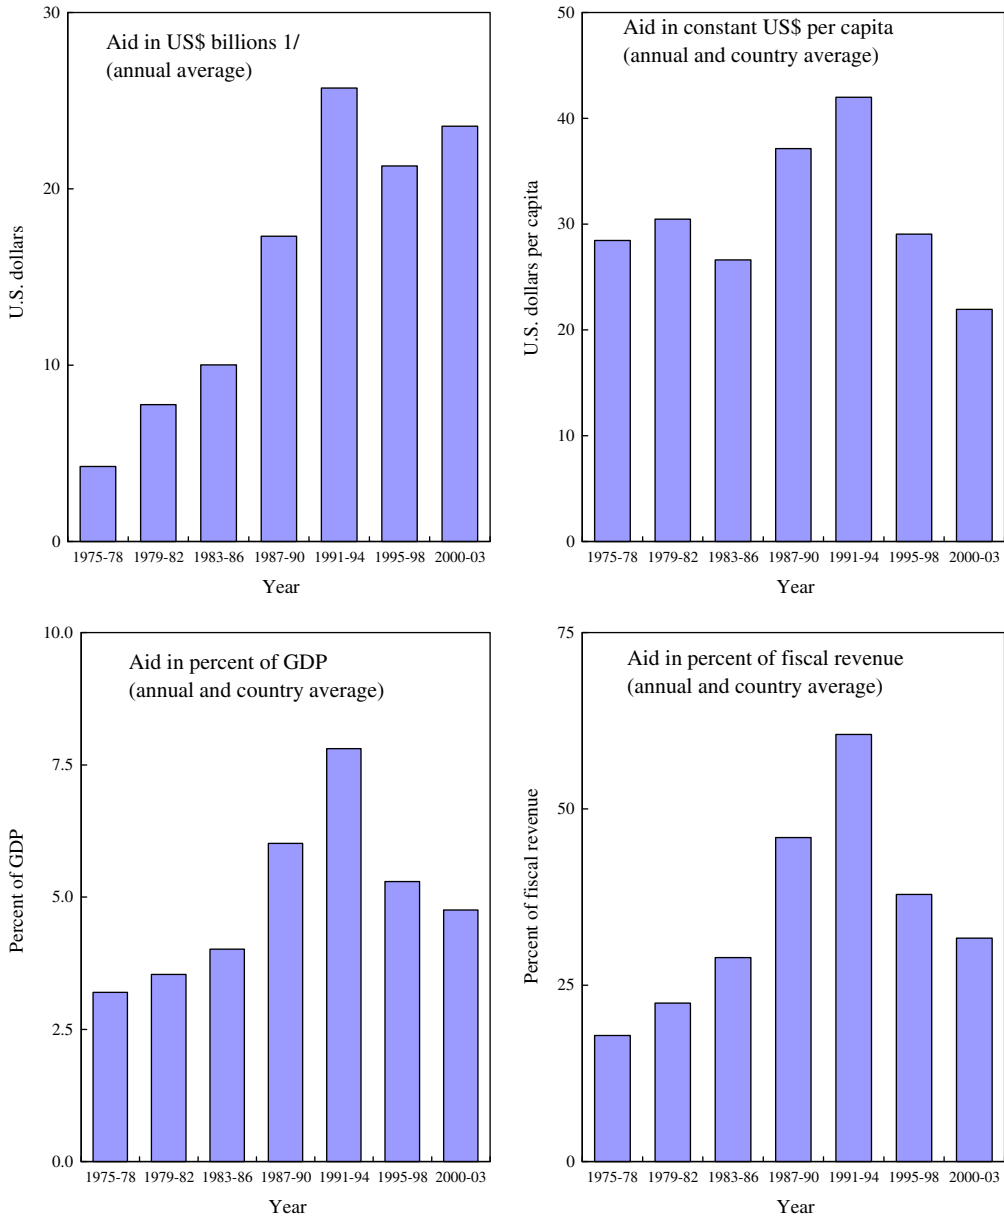 Aid in US$ billions 1/
(annual average)
30
20
10
0
U.S. dollars
1975-78 1979-82 1983-86 1987-90 1991-94 1995-98 2000-03
Year
Aid in constant US$ per capita
(annual and country average)
50
40
30
20
10
0
U.S. dollars per capita
1975-78 1979-82 1983-86 1987-90 1991-94 1995-98 2000-03
Year
Aid in percent of GDP
(annual and country average)
10.0
7.5
5.0
2.5
0.0
Percent of GDP
1975-78 1979-82 1983-86 1987-90 1991-94 1995-98 2000-03
Year
Aid in percent of fiscal revenue
(annual and country average)
75
50
25
0
Percent of fiscal revenue
1975-78 1979-82 1983-86 1987-90 1991-94 1995-98 2000-03
Year